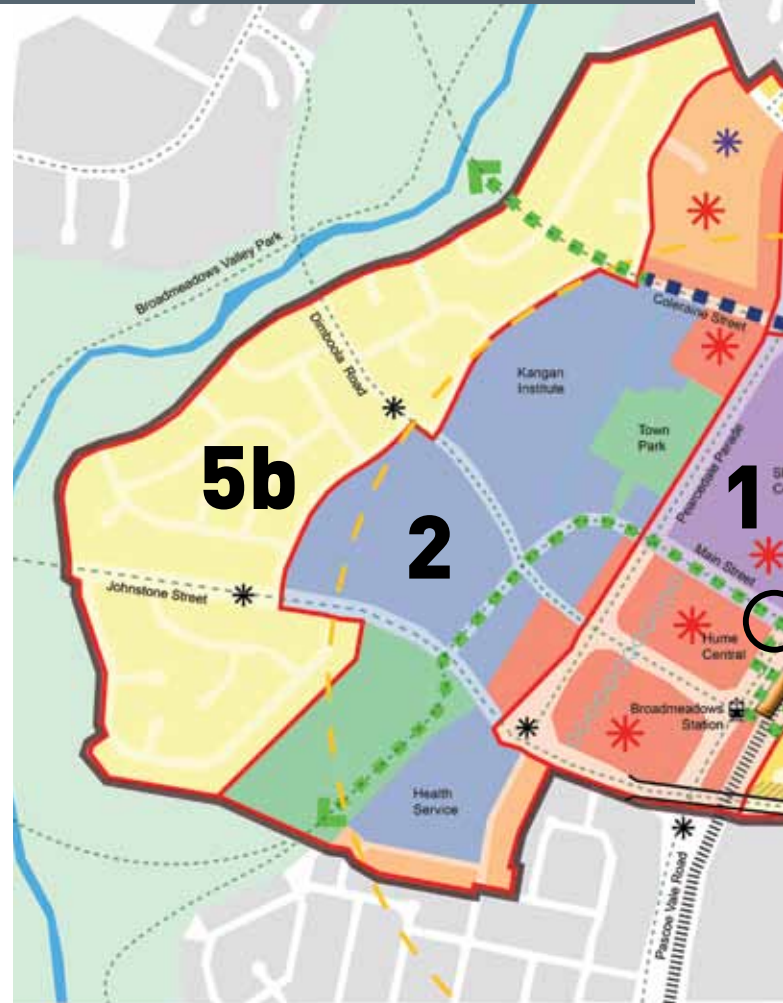 Broadmeadows Valley Park
Coleraine Street
Dimboola Road
Kangan
Institute
Town
Park
Pearcedale Parade
5b
2
1
Main Street
Johnstone Street
Hume
Central
Broadmeadows
Station
Health
Service
Pascoe Vale Road